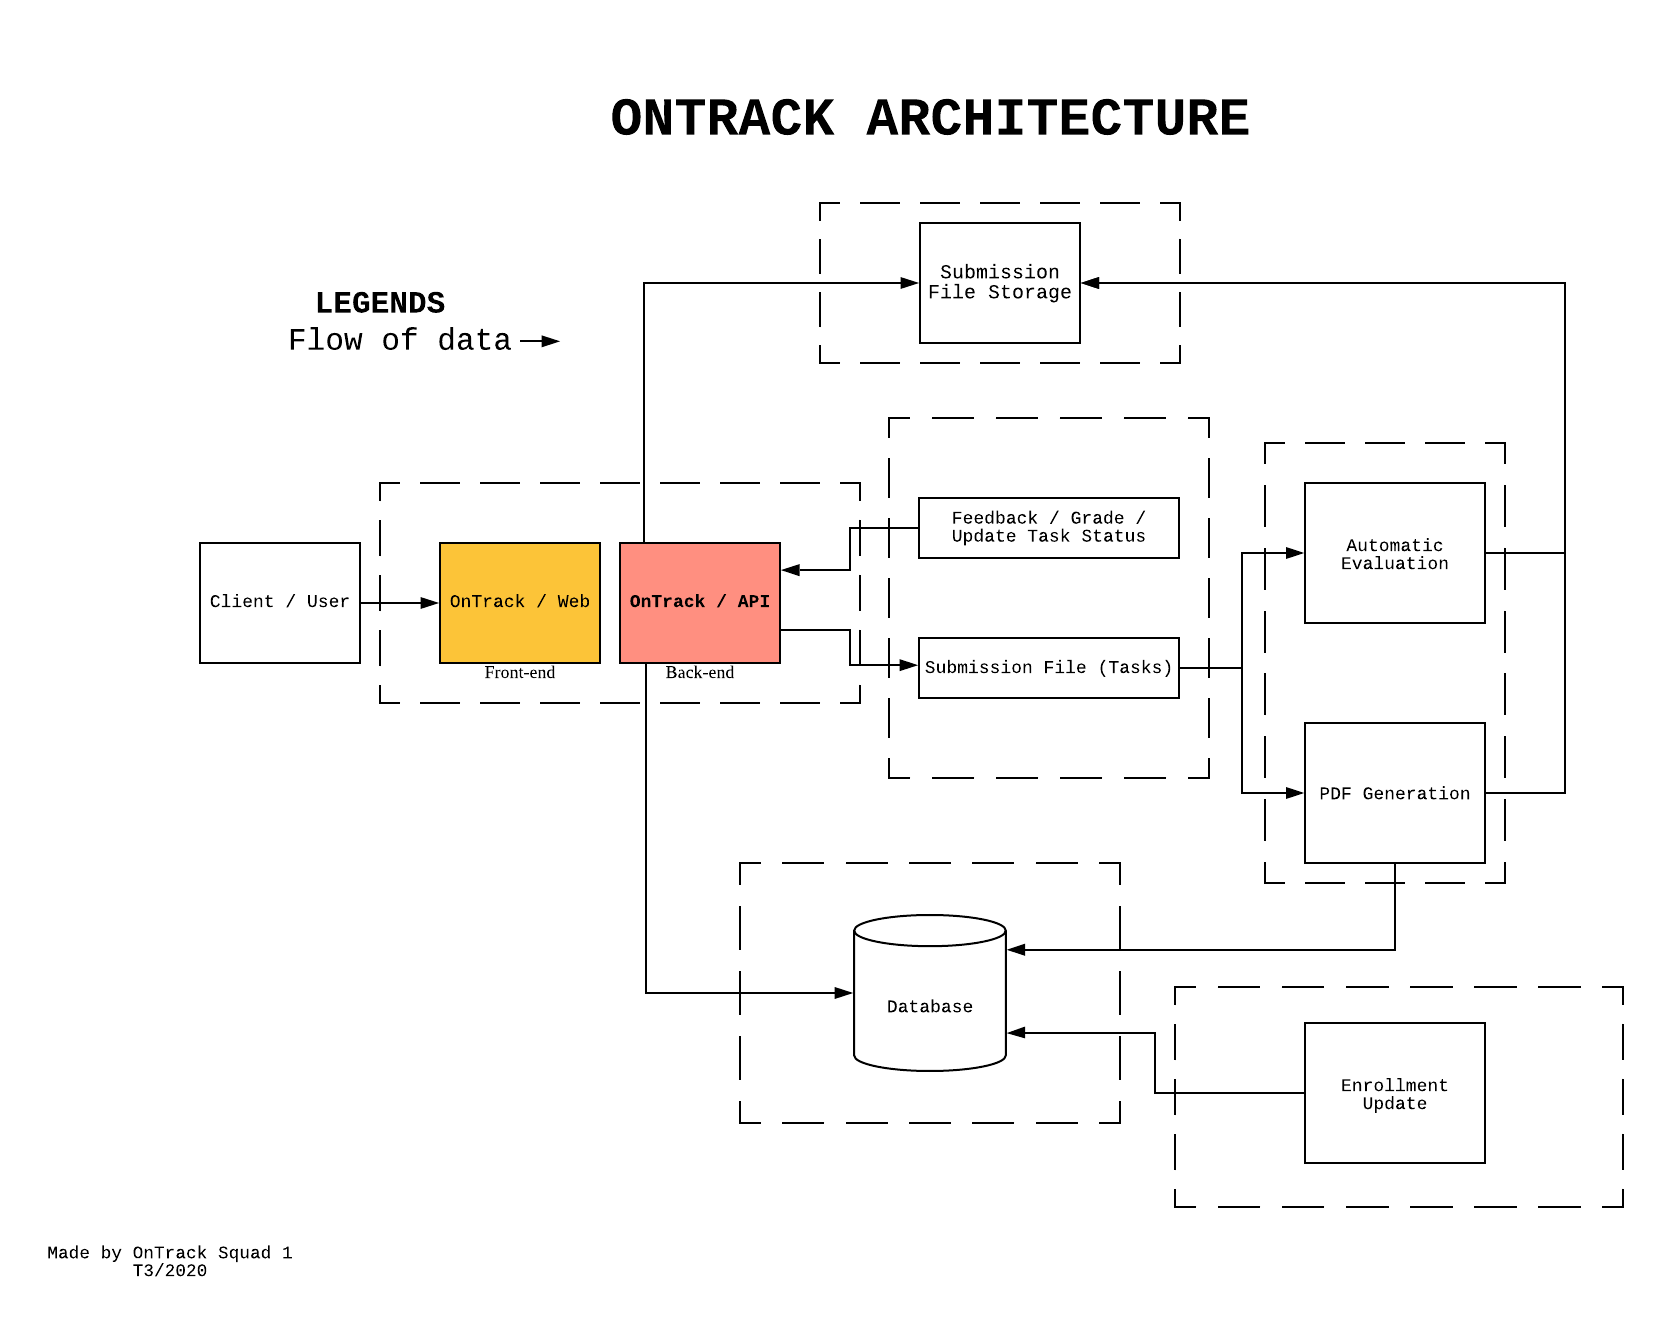 ONTRACK ARCHITECTURE
Submission
File Storage
LEGENDS
Flow of data
Feedback / Grade /
Update Task Status
Automatic
Evaluation
Client / User
OnTrack / Web
OnTrack / API
Front-end
Back-end
Submission File (Tasks)
PDF Generation
Database
Enrollment
Update
Made by OnTrack Squad 1
T3/2020